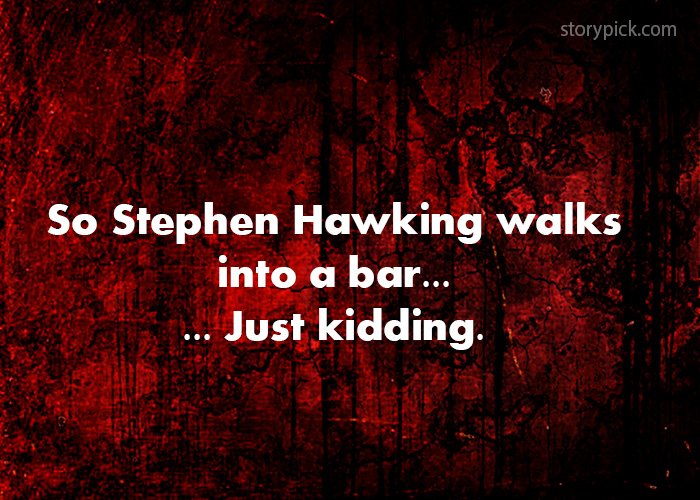 storypick.com
So Stephen Hawking walks
into a bar...
... Just kidding.